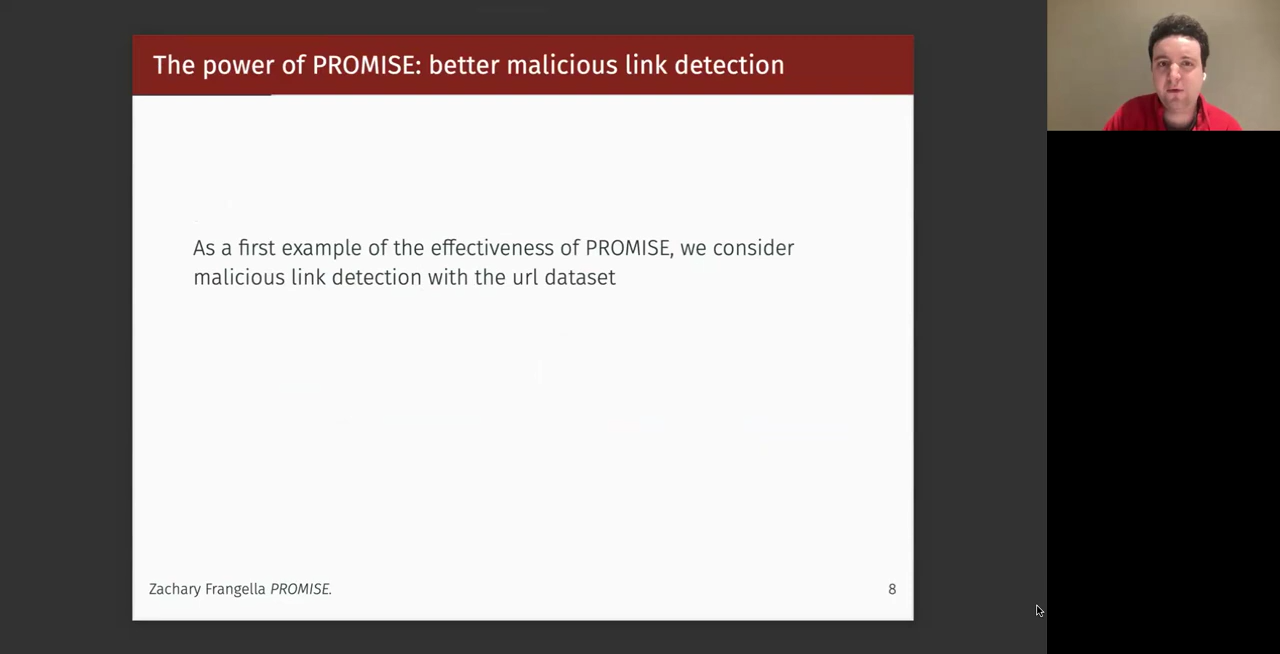 The power of PROMISE: better malicious link detection
As a first example of the effectiveness of PROMISE, we consider
malicious link detection with the url dataset
Zachary Frangella PROMISE.
8